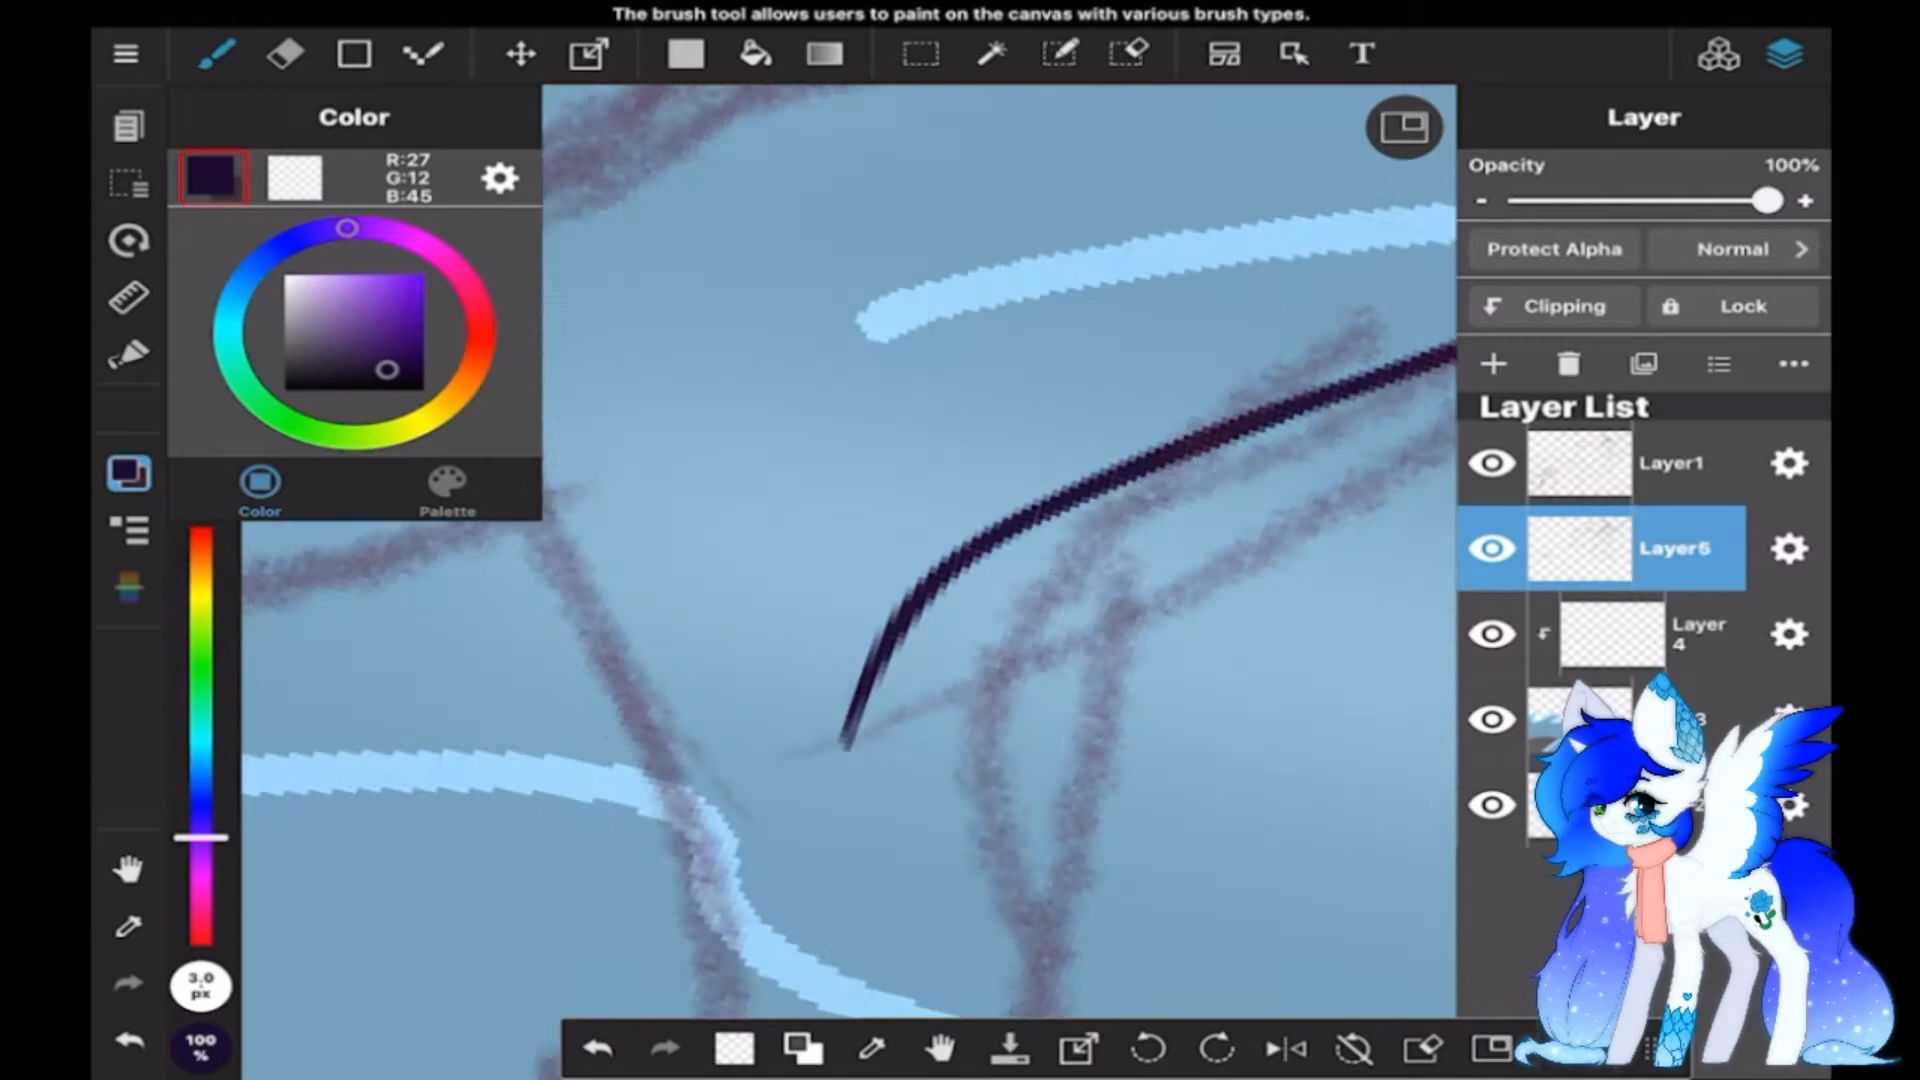 The brush tool allows users to paint on the canvas with various brush types.
T
Color
R:27
G:12
B:45
Color
Palette
3.0
px
100
%
Layer
Opacity 100%
- +
Protect Alpha
Normal >
Clipping
Lock
Layer List
Layer1
Layer5
Layer
4
3